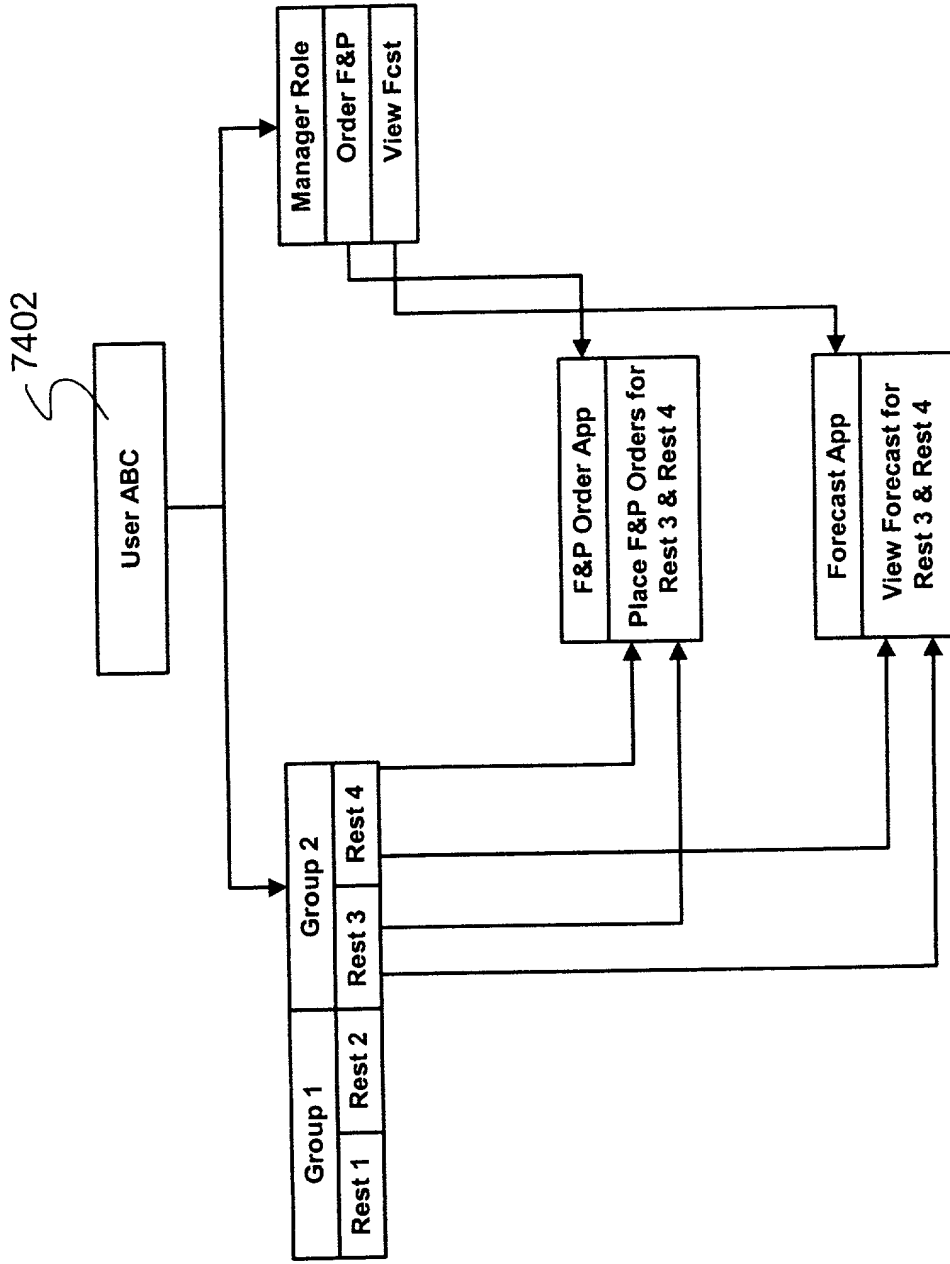 7402
User ABC
Group 1
Group 2
Rest 1
Rest 2
Rest 3
Rest 4
Manager Role
Order F&P
View Fcst
F&P Order App
Place F&P Orders for
Rest 3 & Rest 4
Forecast App
View Forecast for
Rest 3 & Rest 4